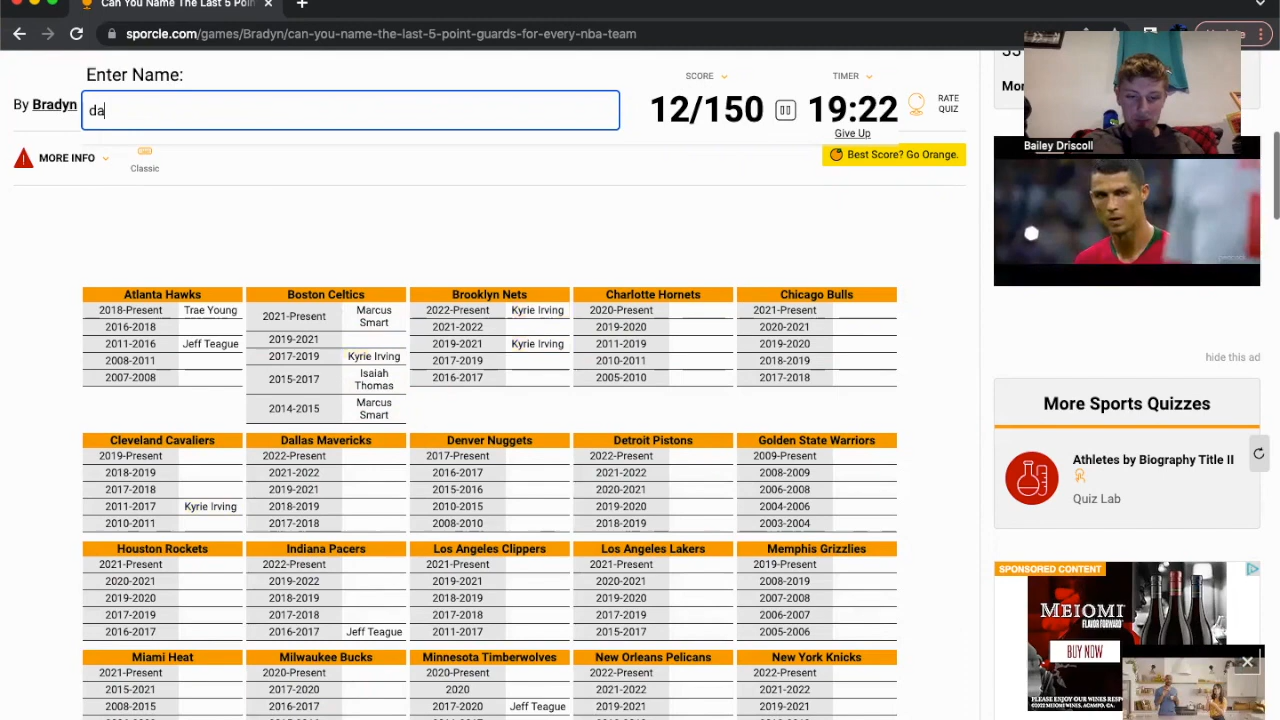 Can You Name The Last 5 Poin
sporcle.com/games/Bradyn/can-you-name-the-last-5-point-guards-for-every-nba-team
Enter Name:
By Bradyn
da
SCORE
12/150
TIMER
19:22
Give Up
RATE QUIZ
MORE INFO
Classic
Best Score? Go Orange.
Bailey Driscoll
hide this ad
More Sports Quizzes
Athletes by Biography Title II
Quiz Lab
SPONSORED CONTENT
MEIOMI
FLAVOR FORWARD
BUY NOW
PLEASE ENJOY OUR WINES RESP
©2022 MEIOMI WINES, ACAMPO, CA.
Atlanta Hawks
2018-Present Trae Young
2016-2018
2011-2016 Jeff Teague
2008-2011
2007-2008
Boston Celtics
2021-Present Marcus Smart
2019-2021
2017-2019 Kyrie Irving
2015-2017 Isaiah Thomas
2014-2015 Marcus Smart
Brooklyn Nets
2022-Present Kyrie Irving
2021-2022
2019-2021 Kyrie Irving
2017-2019
2016-2017
Charlotte Hornets
2020-Present
2019-2020
2011-2019
2010-2011
2005-2010
Chicago Bulls
2021-Present
2020-2021
2019-2020
2018-2019
2017-2018
Cleveland Cavaliers
2019-Present
2018-2019
2017-2018
2011-2017 Kyrie Irving
2010-2011
Dallas Mavericks
2022-Present
2021-2022
2019-2021
2018-2019
2017-2018
Denver Nuggets
2017-Present
2016-2017
2015-2016
2010-2015
2008-2010
Detroit Pistons
2022-Present
2021-2022
2020-2021
2019-2020
2018-2019
Golden State Warriors
2009-Present
2008-2009
2006-2008
2004-2006
2003-2004
Houston Rockets
2021-Present
2020-2021
2019-2020
2017-2019
2016-2017
Indiana Pacers
2022-Present
2019-2022
2018-2019
2017-2018
2016-2017 Jeff Teague
Los Angeles Clippers
2021-Present
2019-2021
2018-2019
2017-2018
2011-2017
Los Angeles Lakers
2021-Present
2020-2021
2019-2020
2017-2019
2015-2017
Memphis Grizzlies
2019-Present
2008-2019
2007-2008
2006-2007
2005-2006
Miami Heat
2021-Present
2015-2021
2008-2015
Milwaukee Bucks
2020-Present
2017-2020
2016-2017
Minnesota Timberwolves
2020-Present
2020
2017-2020 Jeff Teague
New Orleans Pelicans
2022-Present
2021-2022
2019-2021
New York Knicks
2022-Present
2021-2022
2019-2021